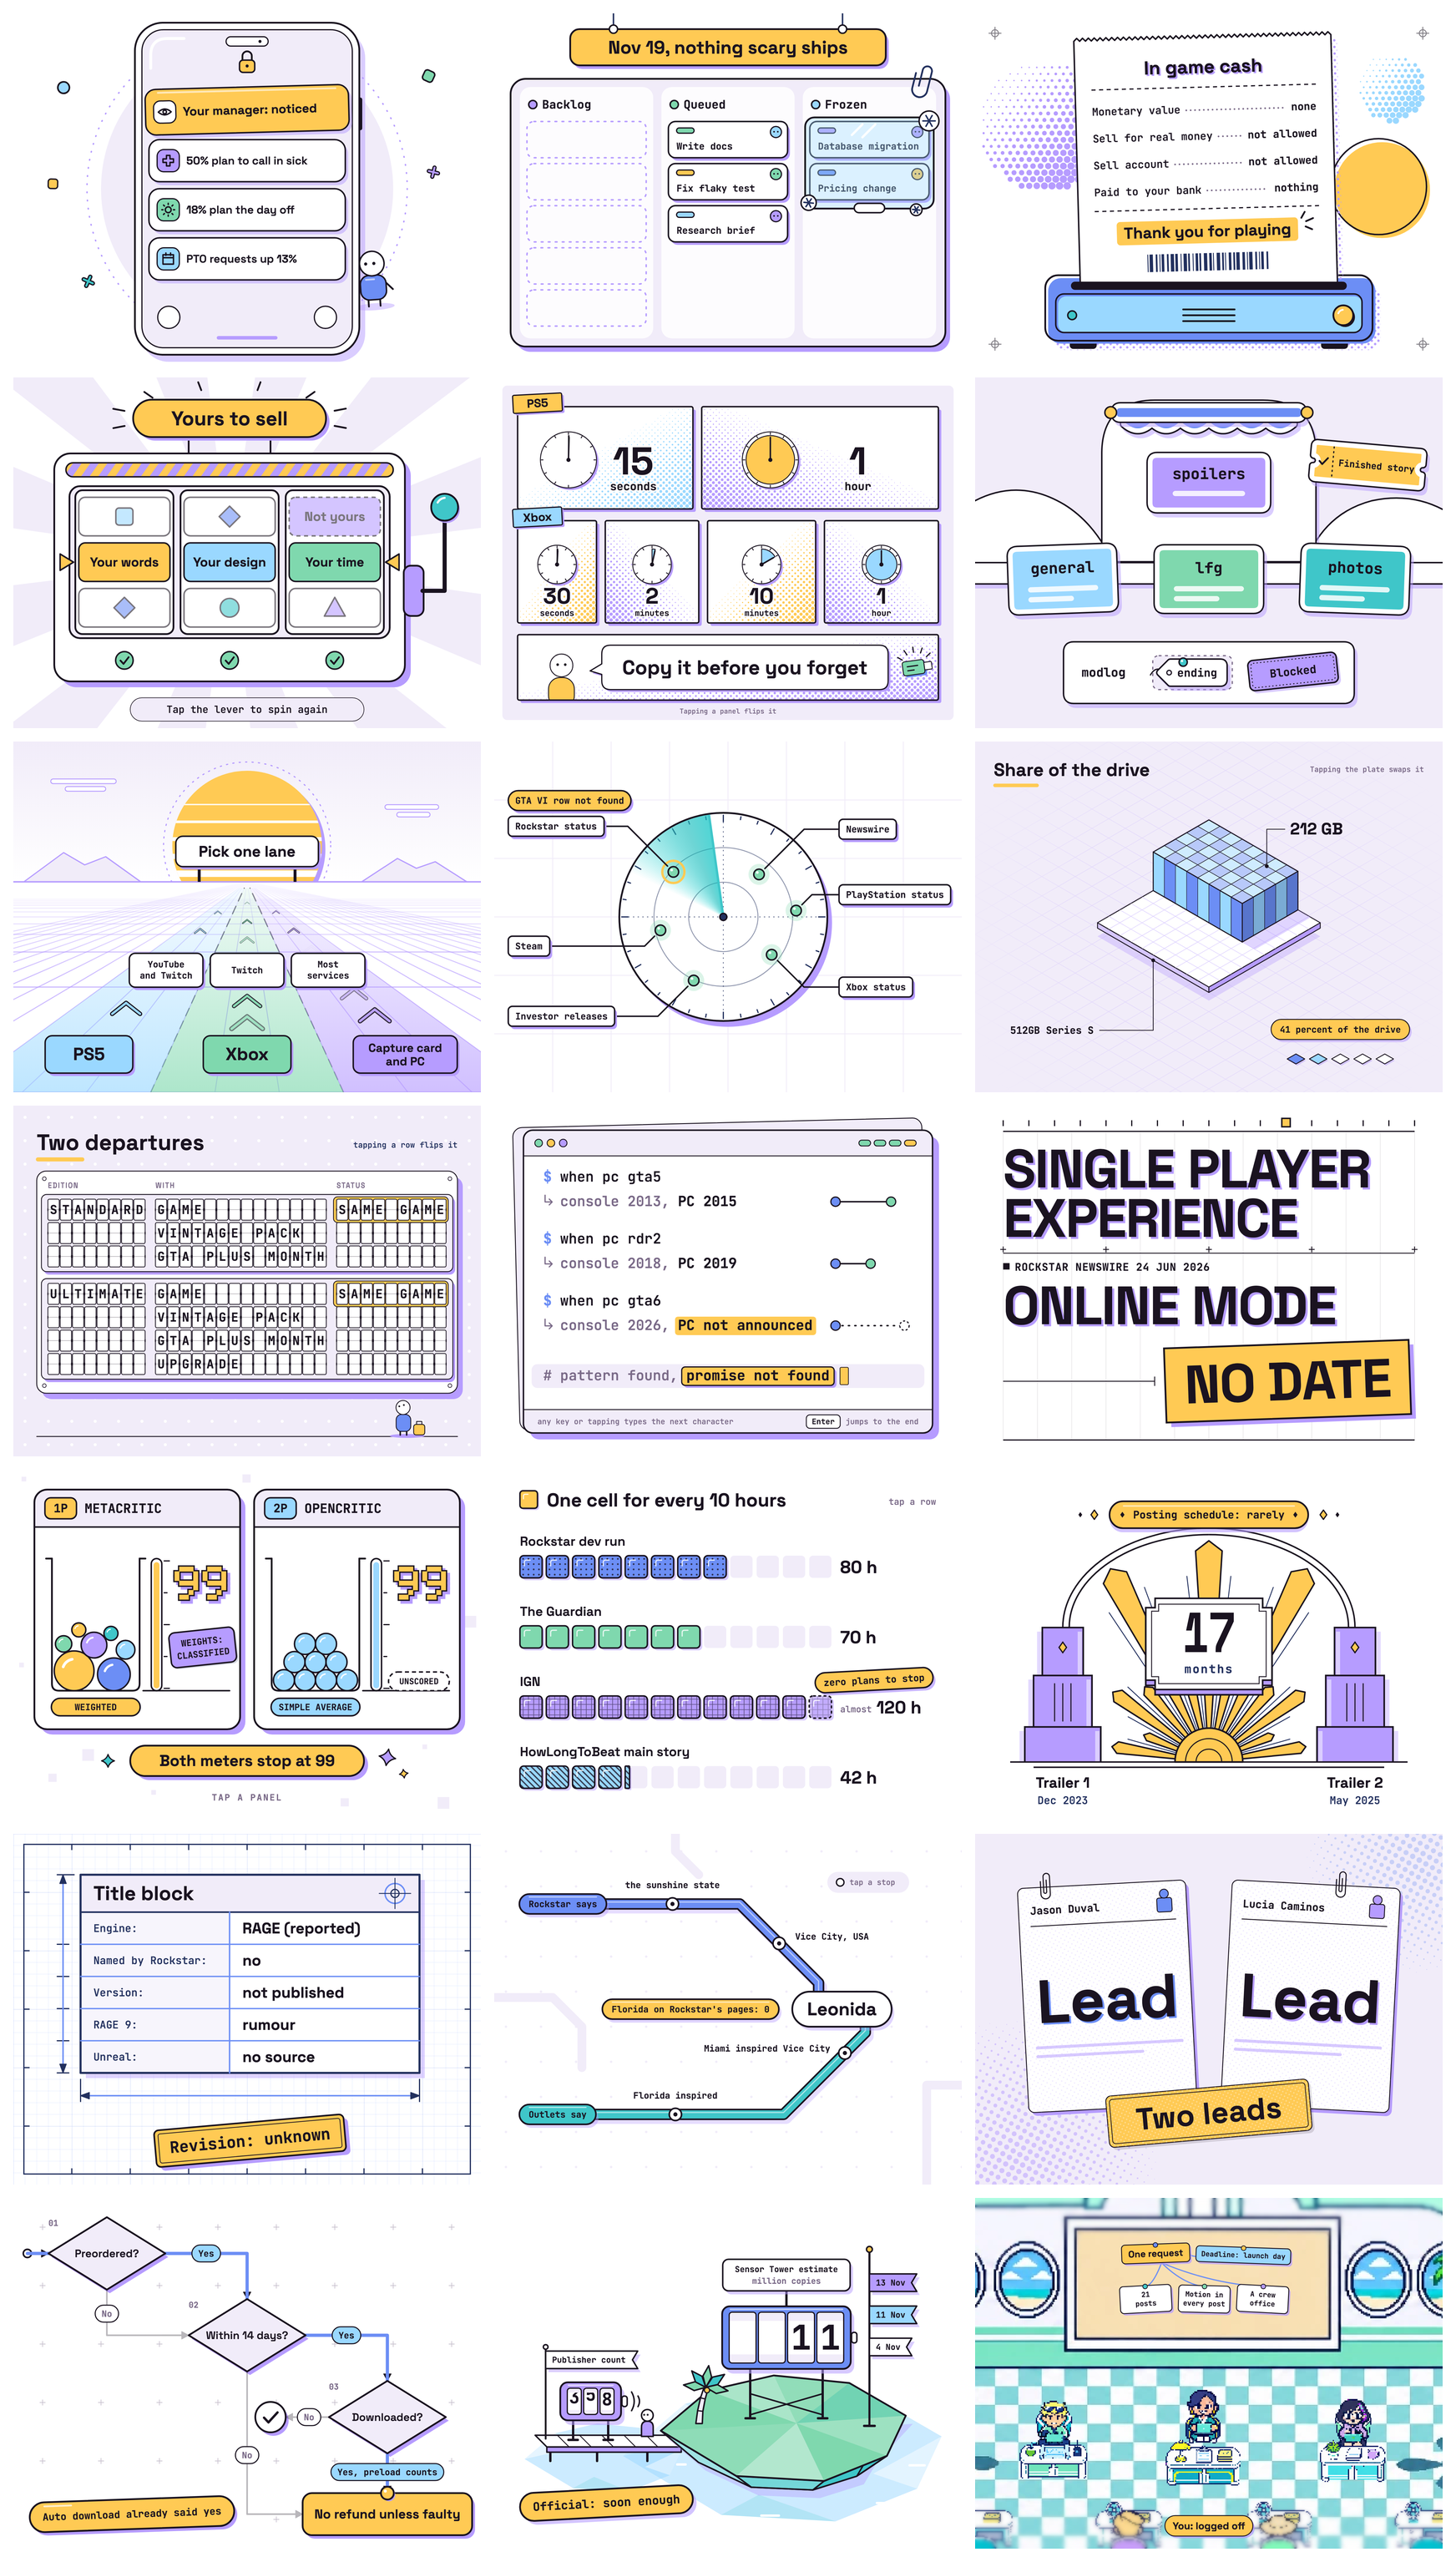 Your manager: noticed
50% plan to call in sick
18% plan the day off
PTO requests up 13%
Nov 19, nothing scary ships
Backlog
Queued
Frozen
Write docs
Database migration
Fix flaky test
Pricing change
Research brief
In game cash
Monetary value none
Sell for real money not allowed
Sell account not allowed
Paid to your bank nothing
Thank you for playing
Yours to sell
Not yours
Your words
Your design
Your time
Tap the lever to spin again
PS5
15
seconds
1
hour
Xbox
30
seconds
2
minutes
10
minutes
1
hour
Copy it before you forget
Tapping a panel flips it
Finished story
spoilers
general
lfg
photos
modlog
ending
Blocked
Pick one lane
YouTube
and Twitch
Twitch
Most
services
PS5
Xbox
Capture card
and PC
GTA VI row not found
Rockstar status
Newswire
PlayStation status
Steam
Xbox status
Investor releases
Share of the drive
Tapping the plate swaps it
212 GB
512GB Series S
41 percent of the drive
Two departures
tapping a row flips it
EDITION
WITH
STATUS
STANDARD GAME SAME GAME
VINTAGE PACK
GTA PLUS MONTH
ULTIMATE GAME SAME GAME
VINTAGE PACK
GTA PLUS MONTH
UPGRADE
$ when pc gta5
↳ console 2013, PC 2015
$ when pc rdr2
↳ console 2018, PC 2019
$ when pc gta6
↳ console 2026, PC not announced
# pattern found, promise not found
any key or tapping types the next character
Enter jumps to the end
SINGLE PLAYER
EXPERIENCE
ROCKSTAR NEWSWIRE 24 JUN 2026
ONLINE MODE
NO DATE
1P METACRITIC
99
WEIGHTS:
CLASSIFIED
WEIGHTED
2P OPENCRITIC
99
UNSCORED
SIMPLE AVERAGE
Both meters stop at 99
TAP A PANEL
One cell for every 10 hours
tap a row
Rockstar dev run
80 h
The Guardian
70 h
IGN
zero plans to stop
almost 120 h
HowLongToBeat main story
42 h
Posting schedule: rarely
17
months
Trailer 1
Dec 2023
Trailer 2
May 2025
Title block
Engine: RAGE (reported)
Named by Rockstar: no
Version: not published
RAGE 9: rumour
Unreal: no source
Revision: unknown
tap a stop
the sunshine state
Rockstar says
Vice City, USA
Florida on Rockstar's pages: 0
Leonida
Miami inspired Vice City
Florida inspired
Outlets say
Jason Duval
Lead
Lucia Caminos
Lead
Two leads
01
Preordered?
Yes
No
02
Within 14 days?
Yes
03
Downloaded?
No
No
Yes, preload counts
No refund unless faulty
Auto download already said yes
Sensor Tower estimate
million copies
11
13 Nov
11 Nov
4 Nov
Publisher count
Official: soon enough
One request
Deadline: launch day
21
posts
Motion in
every post
A crew
office
You: logged off